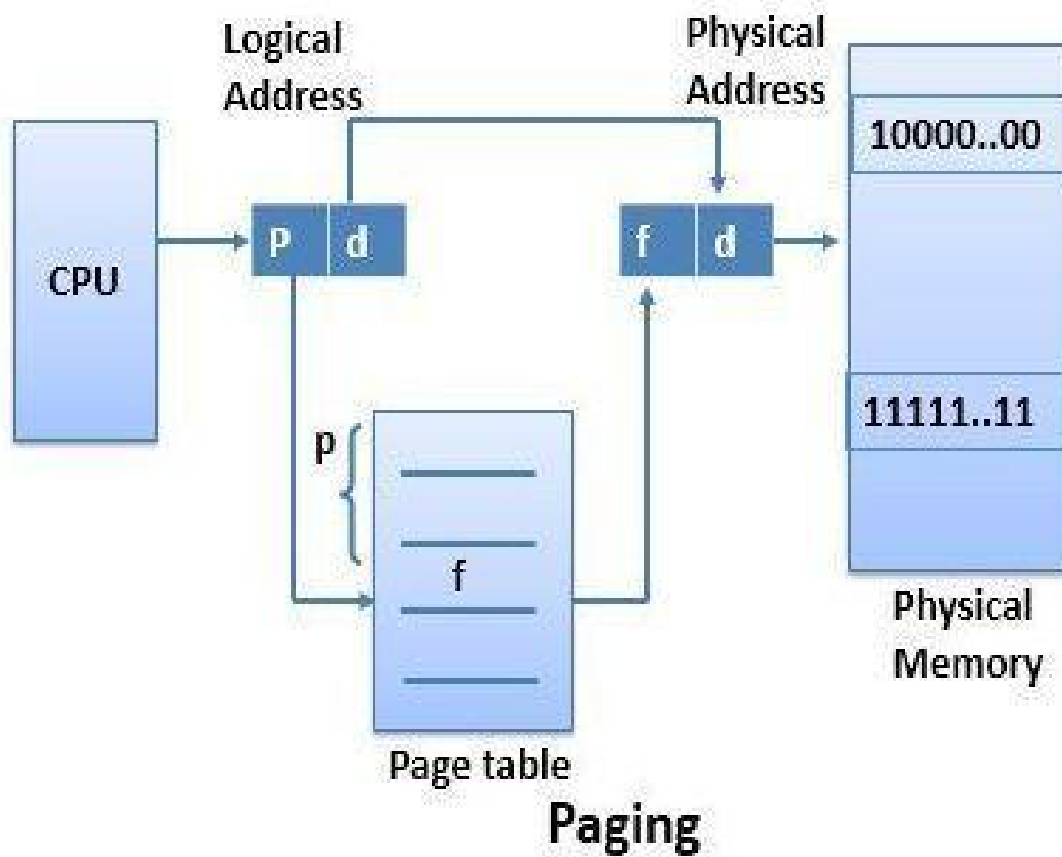 Logical
Address
Physical
Address
10000..00
CPU
P d
f d
11111..11
p
f
Physical
Memory
Page table
Paging